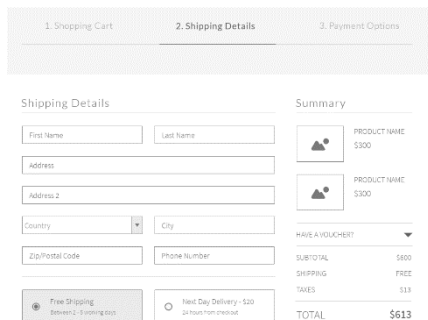 1. Shopping Cart
2. Shipping Details
3. Payment Options
Shipping Details
First Name
Last Name
Address
Address 2
Country
City
Zip/Postal Code
Phone Number
Free Shipping
Between 2 - 5 working days
Next Day Delivery - $20
24 hours from checkout
Summary
PRODUCT NAME
$300
PRODUCT NAME
$300
HAVE A VOUCHER?
SUBTOTAL $600
SHIPPING FREE
TAXES $13
TOTAL $613